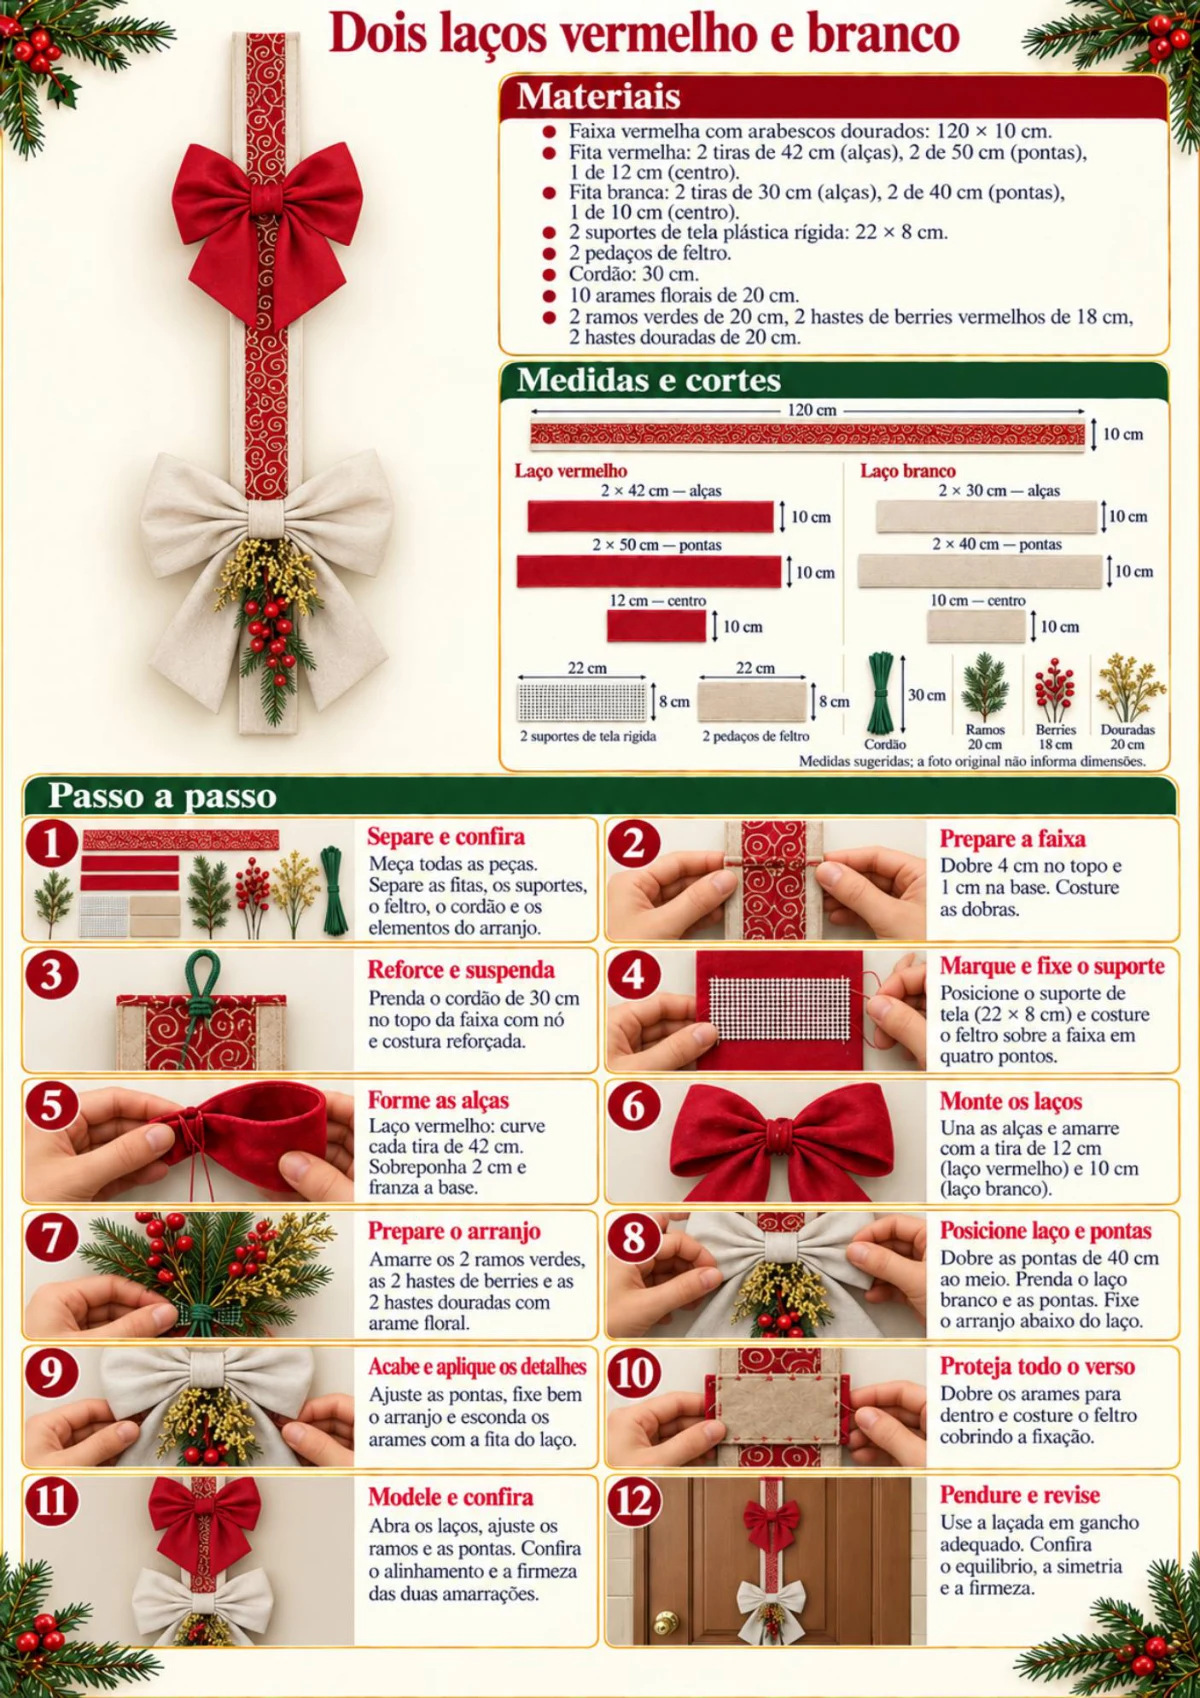 Dois laços vermelho e branco
Materiais
Faixa vermelha com arabescos dourados: 120 × 10 cm.
Fita vermelha: 2 tiras de 42 cm (alças), 2 de 50 cm (pontas),
1 de 12 cm (centro).
Fita branca: 2 tiras de 30 cm (alças), 2 de 40 cm (pontas),
1 de 10 cm (centro).
2 suportes de tela plástica rígida: 22 × 8 cm.
2 pedaços de feltro.
Cordão: 30 cm.
10 arames florais de 20 cm.
2 ramos verdes de 20 cm, 2 hastes de berries vermelhos de 18 cm,
2 hastes douradas de 20 cm.
Medidas e cortes
120 cm
10 cm
Laço vermelho
2 × 42 cm — alças
10 cm
2 × 50 cm — pontas
10 cm
12 cm — centro
10 cm
Laço branco
2 × 30 cm — alças
10 cm
2 × 40 cm — pontas
10 cm
10 cm — centro
10 cm
22 cm
8 cm
2 suportes de tela rigida
22 cm
8 cm
2 pedaços de feltro
30 cm
Cordão
Ramos
20 cm
Berries
18 cm
Douradas
20 cm
Medidas sugeridas; a foto original não informa dimensões.
Passo a passo
1
Separe e confira
Meça todas as peças.
Separe as fitas, os suportes,
o feltro, o cordão e os
elementos do arranjo.
2
Prepare a faixa
Dobre 4 cm no topo e
1 cm na base. Costure
as dobras.
3
Reforce e suspenda
Prenda o cordão de 30 cm
no topo da faixa com nó
e costura reforçada.
4
Marque e fixe o suporte
Posicione o suporte de
tela (22 × 8 cm) e costure
o feltro sobre a faixa em
quatro pontos.
5
Forme as alças
Laço vermelho: curve
cada tira de 42 cm.
Sobreponha 2 cm e
franza a base.
6
Monte os laços
Una as alças e amarre
com a tira de 12 cm
(laço vermelho) e 10 cm
(laço branco).
7
Prepare o arranjo
Amarre os 2 ramos verdes,
as 2 hastes de berries e as
2 hastes douradas com
arame floral.
8
Posicione laço e pontas
Dobre as pontas de 40 cm
ao meio. Prenda o laço
branco e as pontas. Fixe
o arranjo abaixo do laço.
9
Acabe e aplique os detalhes
Ajuste as pontas, fixe bem
o arranjo e esconda os
arames com a fita do laço.
10
Proteja todo o verso
Dobre os arames para
dentro e costure o feltro
cobrindo a fixação.
11
Modele e confira
Abra os laços, ajuste os
ramos e as pontas. Confira
o alinhamento e a firmeza
das duas amarrações.
12
Pendure e revise
Use a laçada em gancho
adequado. Confira
o equilibrio, a simetria
e a firmeza.